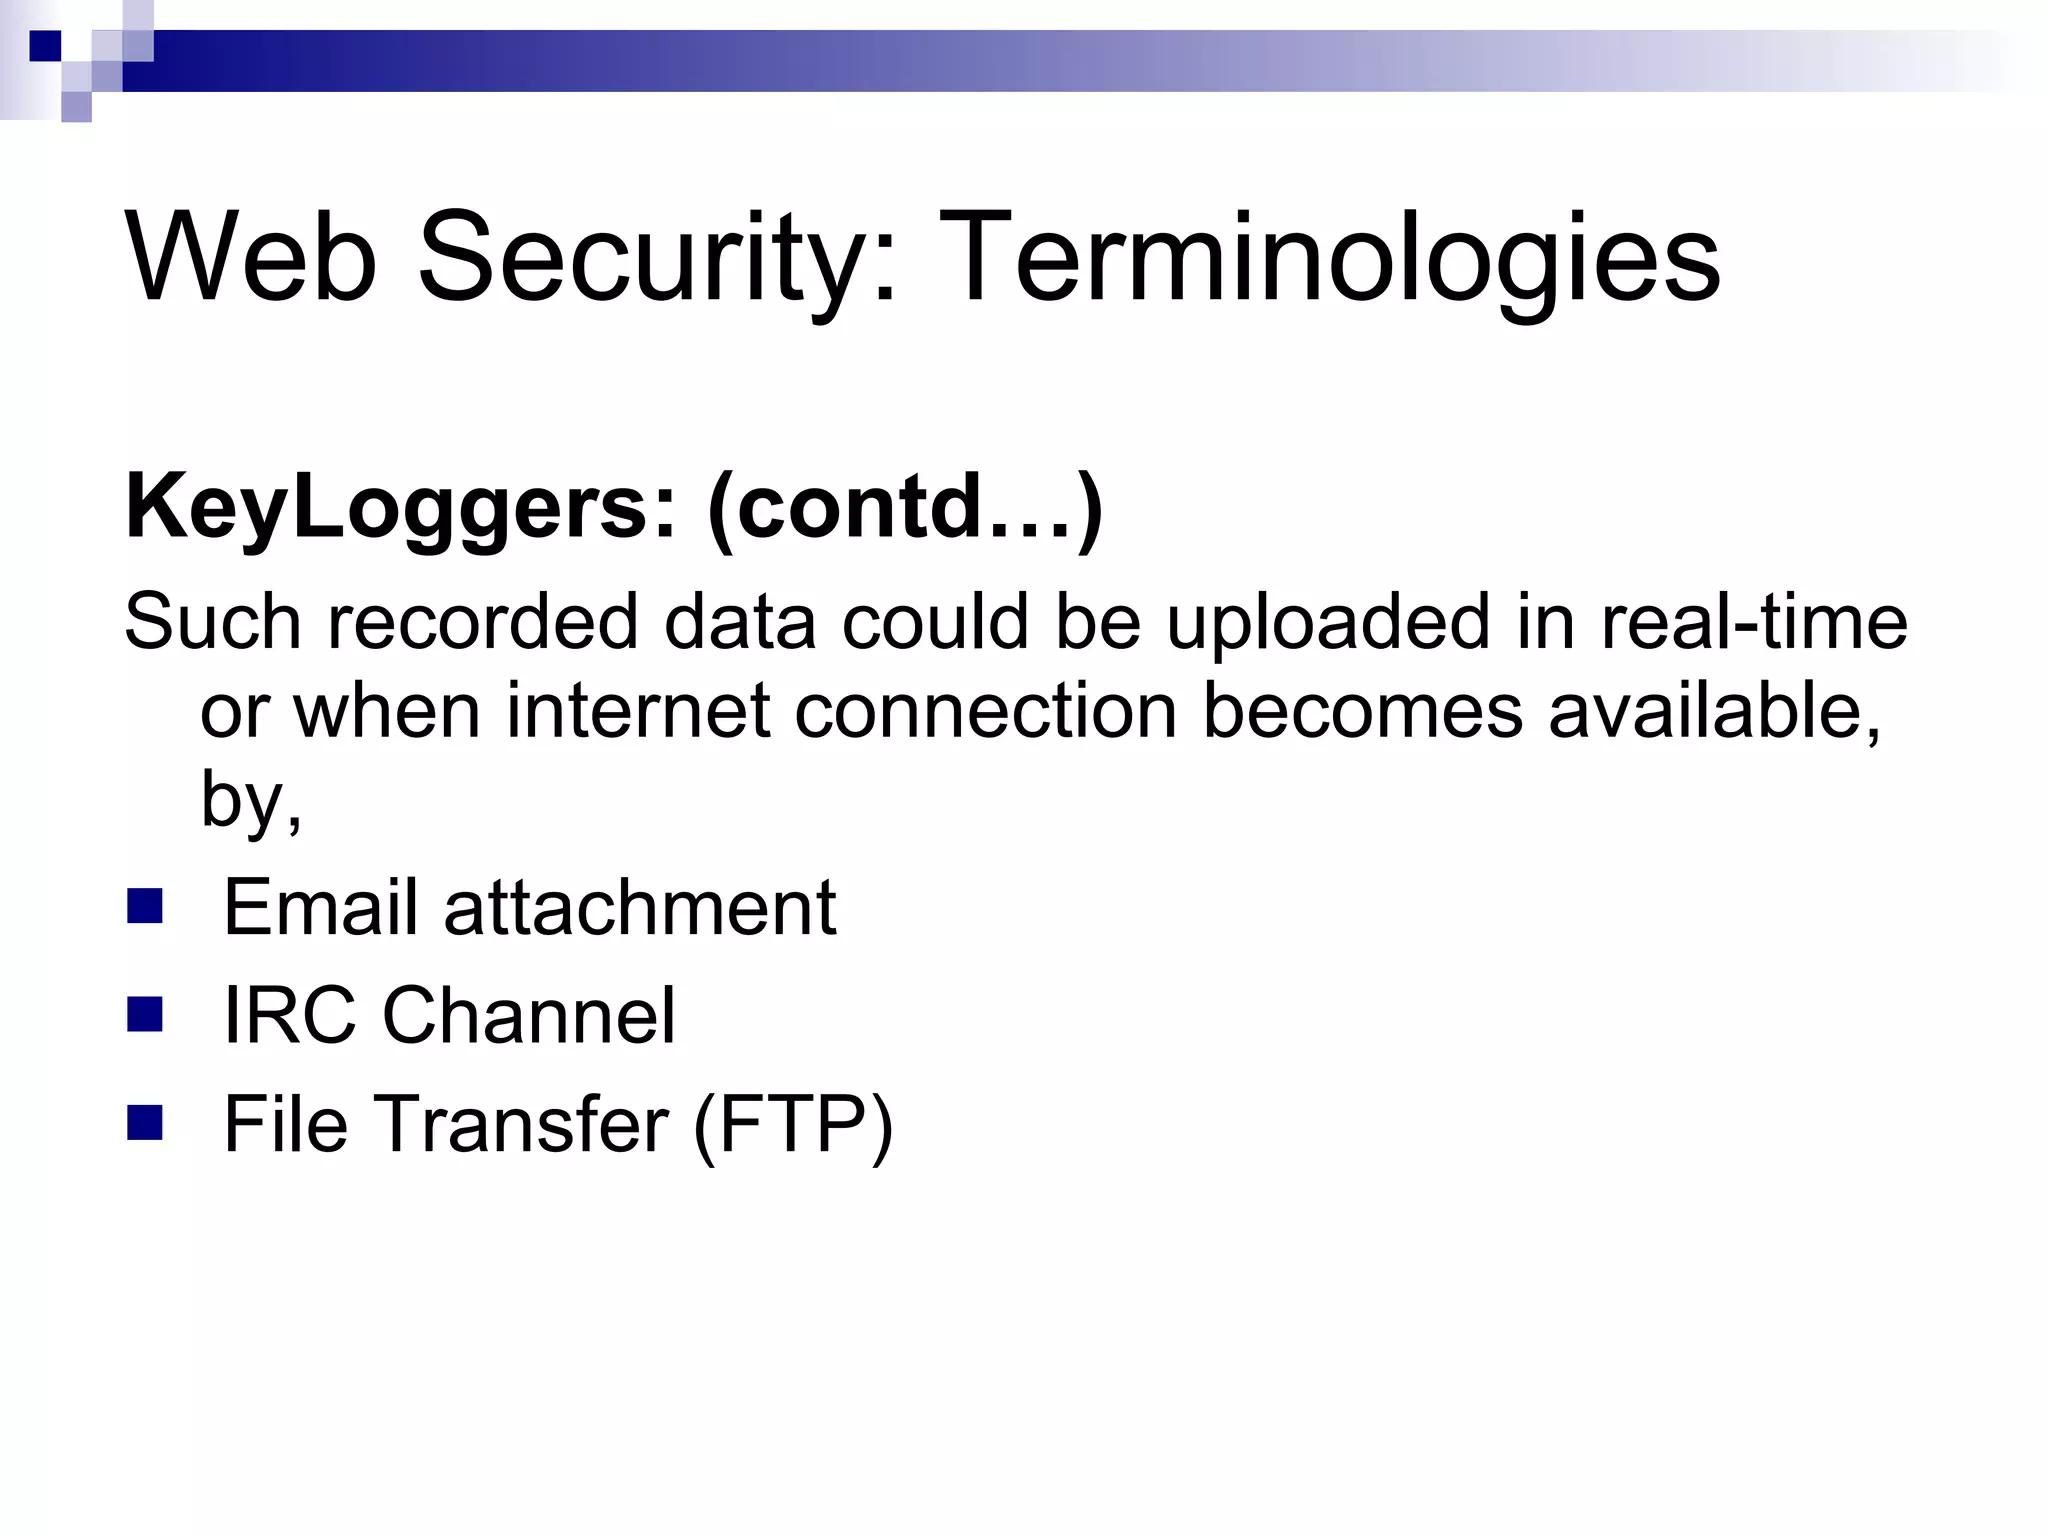 Web Security: Terminologies
KeyLoggers: (contd…)
Such recorded data could be uploaded in real-time
or when internet connection becomes available,
by,
■ Email attachment
■ IRC Channel
■ File Transfer (FTP)